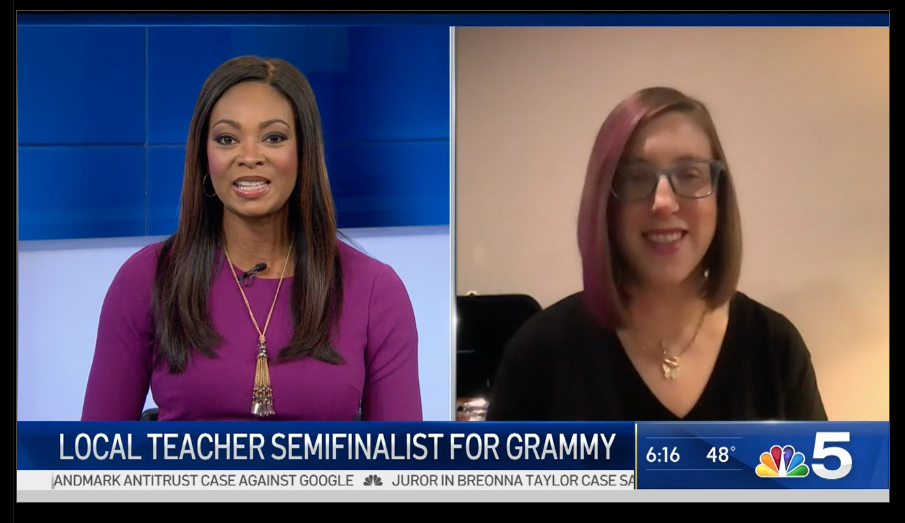 LOCAL TEACHER SEMIFINALIST FOR GRAMMY
6:16 48°
5
ANDMARK ANTITRUST CASE AGAINST GOOGLE JUROR IN BREONNA TAYLOR CASE SA